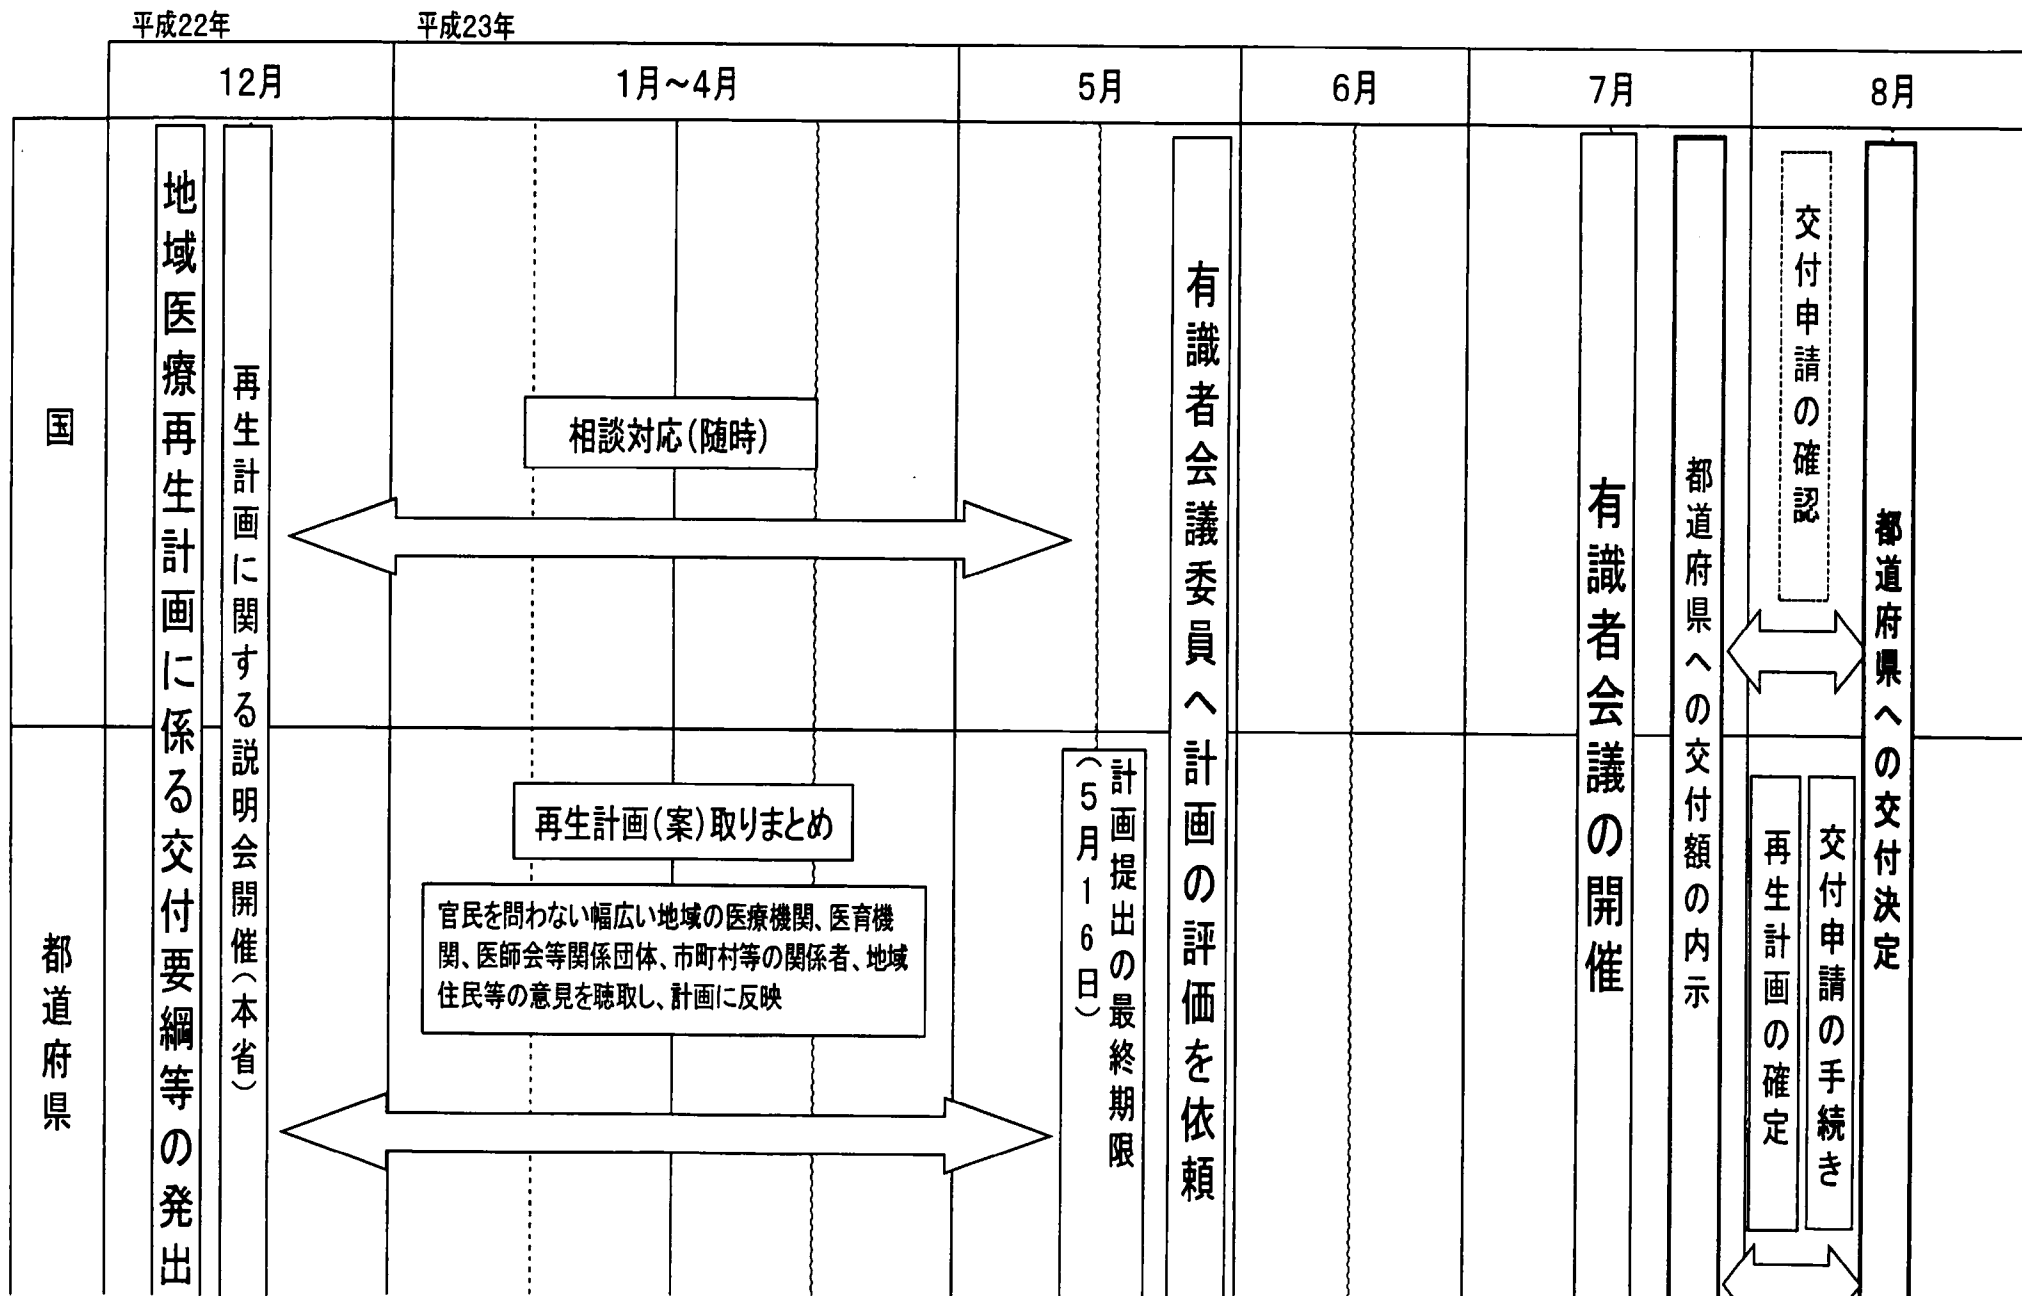 平成22年
平成23年
12月
1月～4月
5月
6月
7月
8月
国
都道府県
地域医療再生計画に係る交付要綱等の発出
再生計画に関する説明会開催（本省）
相談対応（随時）
再生計画（案）取りまとめ
官民を問わない幅広い地域の医療機関、医育機
関、医師会等関係団体、市町村等の関係者、地域
住民等の意見を聴取し、計画に反映
計画提出の最終期限
（5月16日）
有識者会議委員へ計画の評価を依頼
有識者会議の開催
都道府県への交付額の内示
交付申請の確認
再生計画の確定
交付申請の手続き
都道府県への交付決定